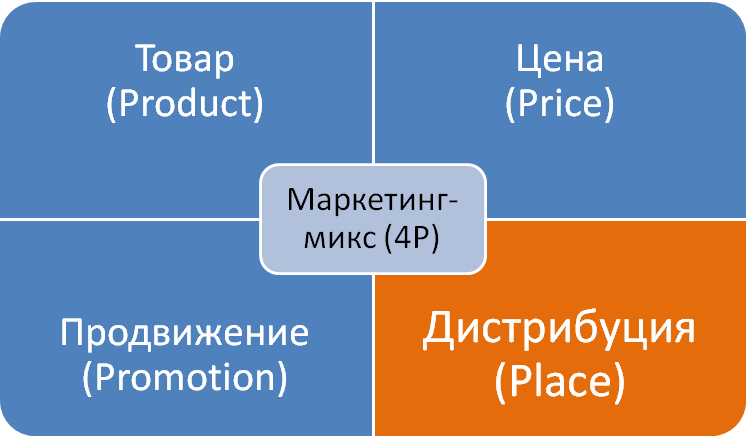 Товар
(Product)
Цена
(Price)
Маркетинг-
микс (4P)
Продвижение
(Promotion)
Дистрибуция
(Place)